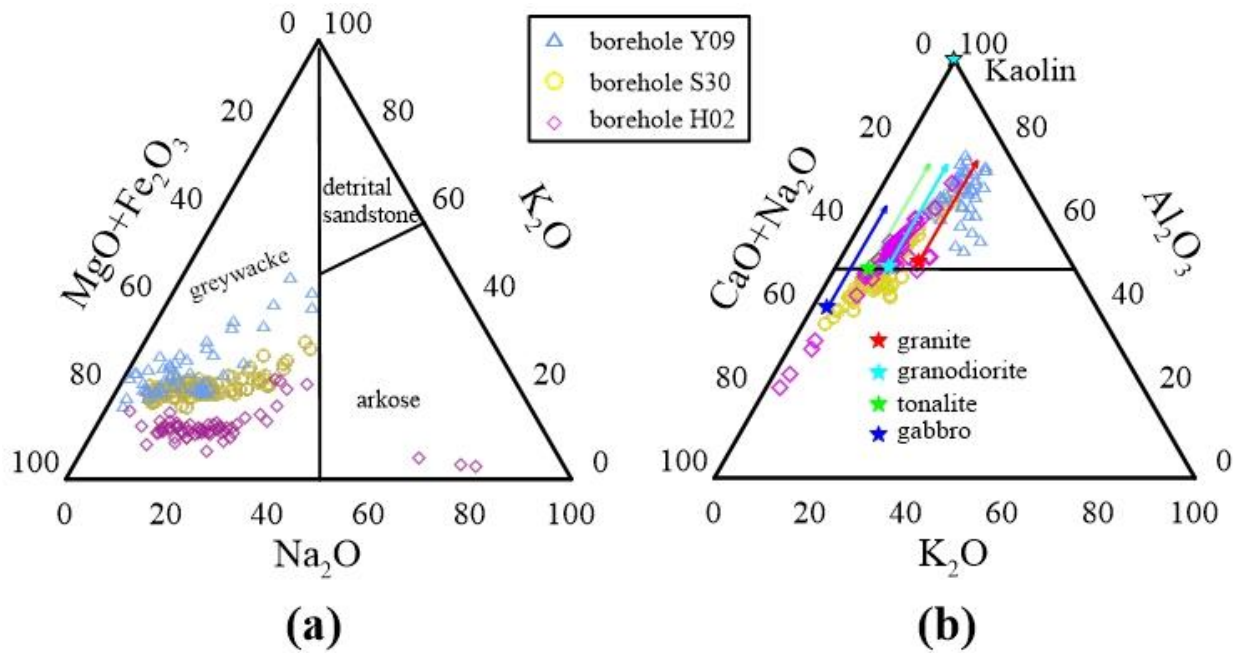 0 100
20
80
40
60
MgO+Fe₂O₃
K₂O
detrital
sandstone
greywacke
60
40
80
20
arkose
100
0
0 20 40 60 80 100
Na₂O
(a)
borehole Y09
borehole S30
borehole H02
0 100
Kaolin
20
80
40
60
CaO+Na₂O
Al₂O₃
60
40
granite
granodiorite
tonalite
gabbro
80
20
100
0
0 20 40 60 80 100
K₂O
(b)